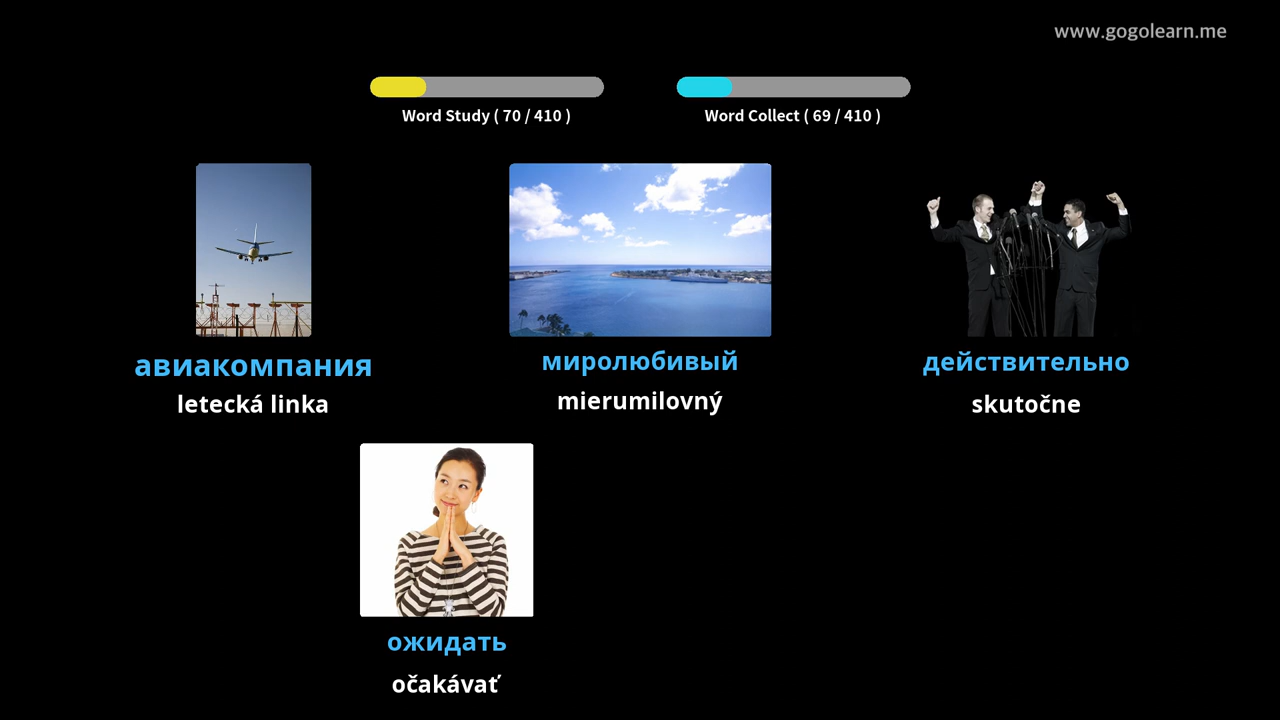 www.gogolearn.me
Word Study ( 70 / 410 )
Word Collect ( 69 / 410 )
авиакомпания
letecká linka
миролюбивый
mierumilovný
действительно
skutočne
ожидать
očakávať